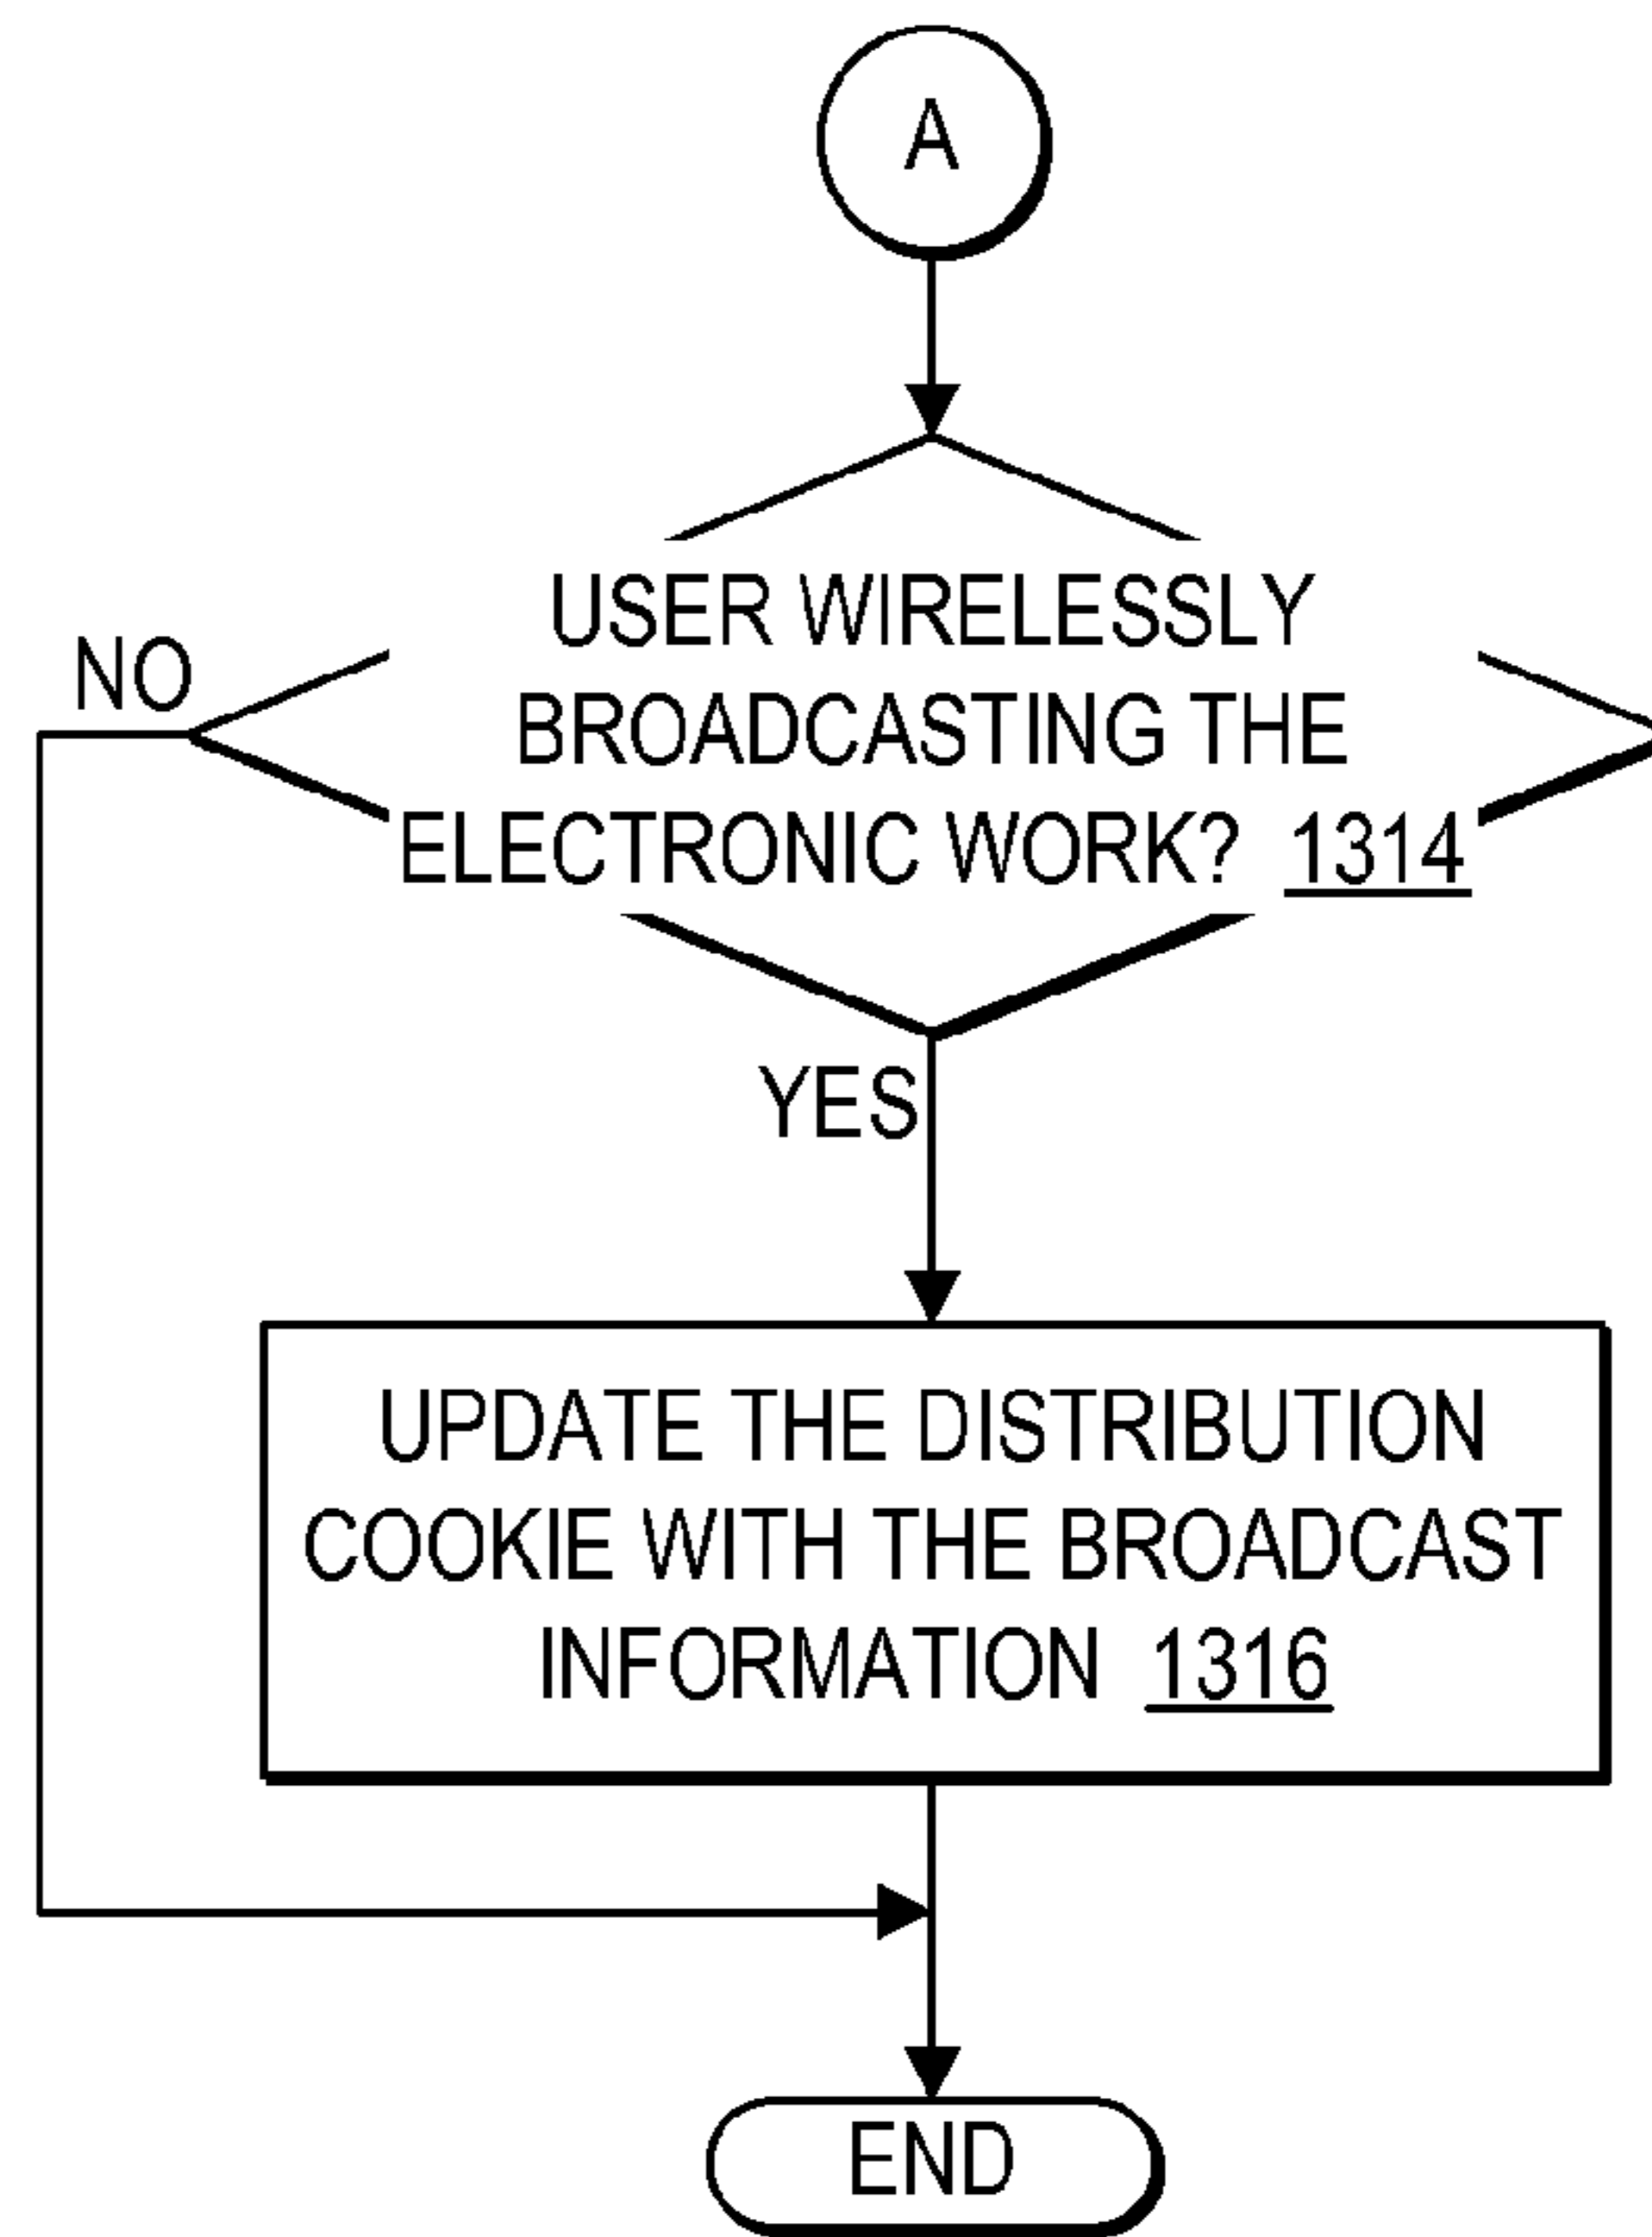 A
USER WIRELESSLY
NO
BROADCASTING THE
ELECTRONIC WORK? 1314
YES
UPDATE THE DISTRIBUTION
COOKIE WITH THE BROADCAST
INFORMATION 1316
END